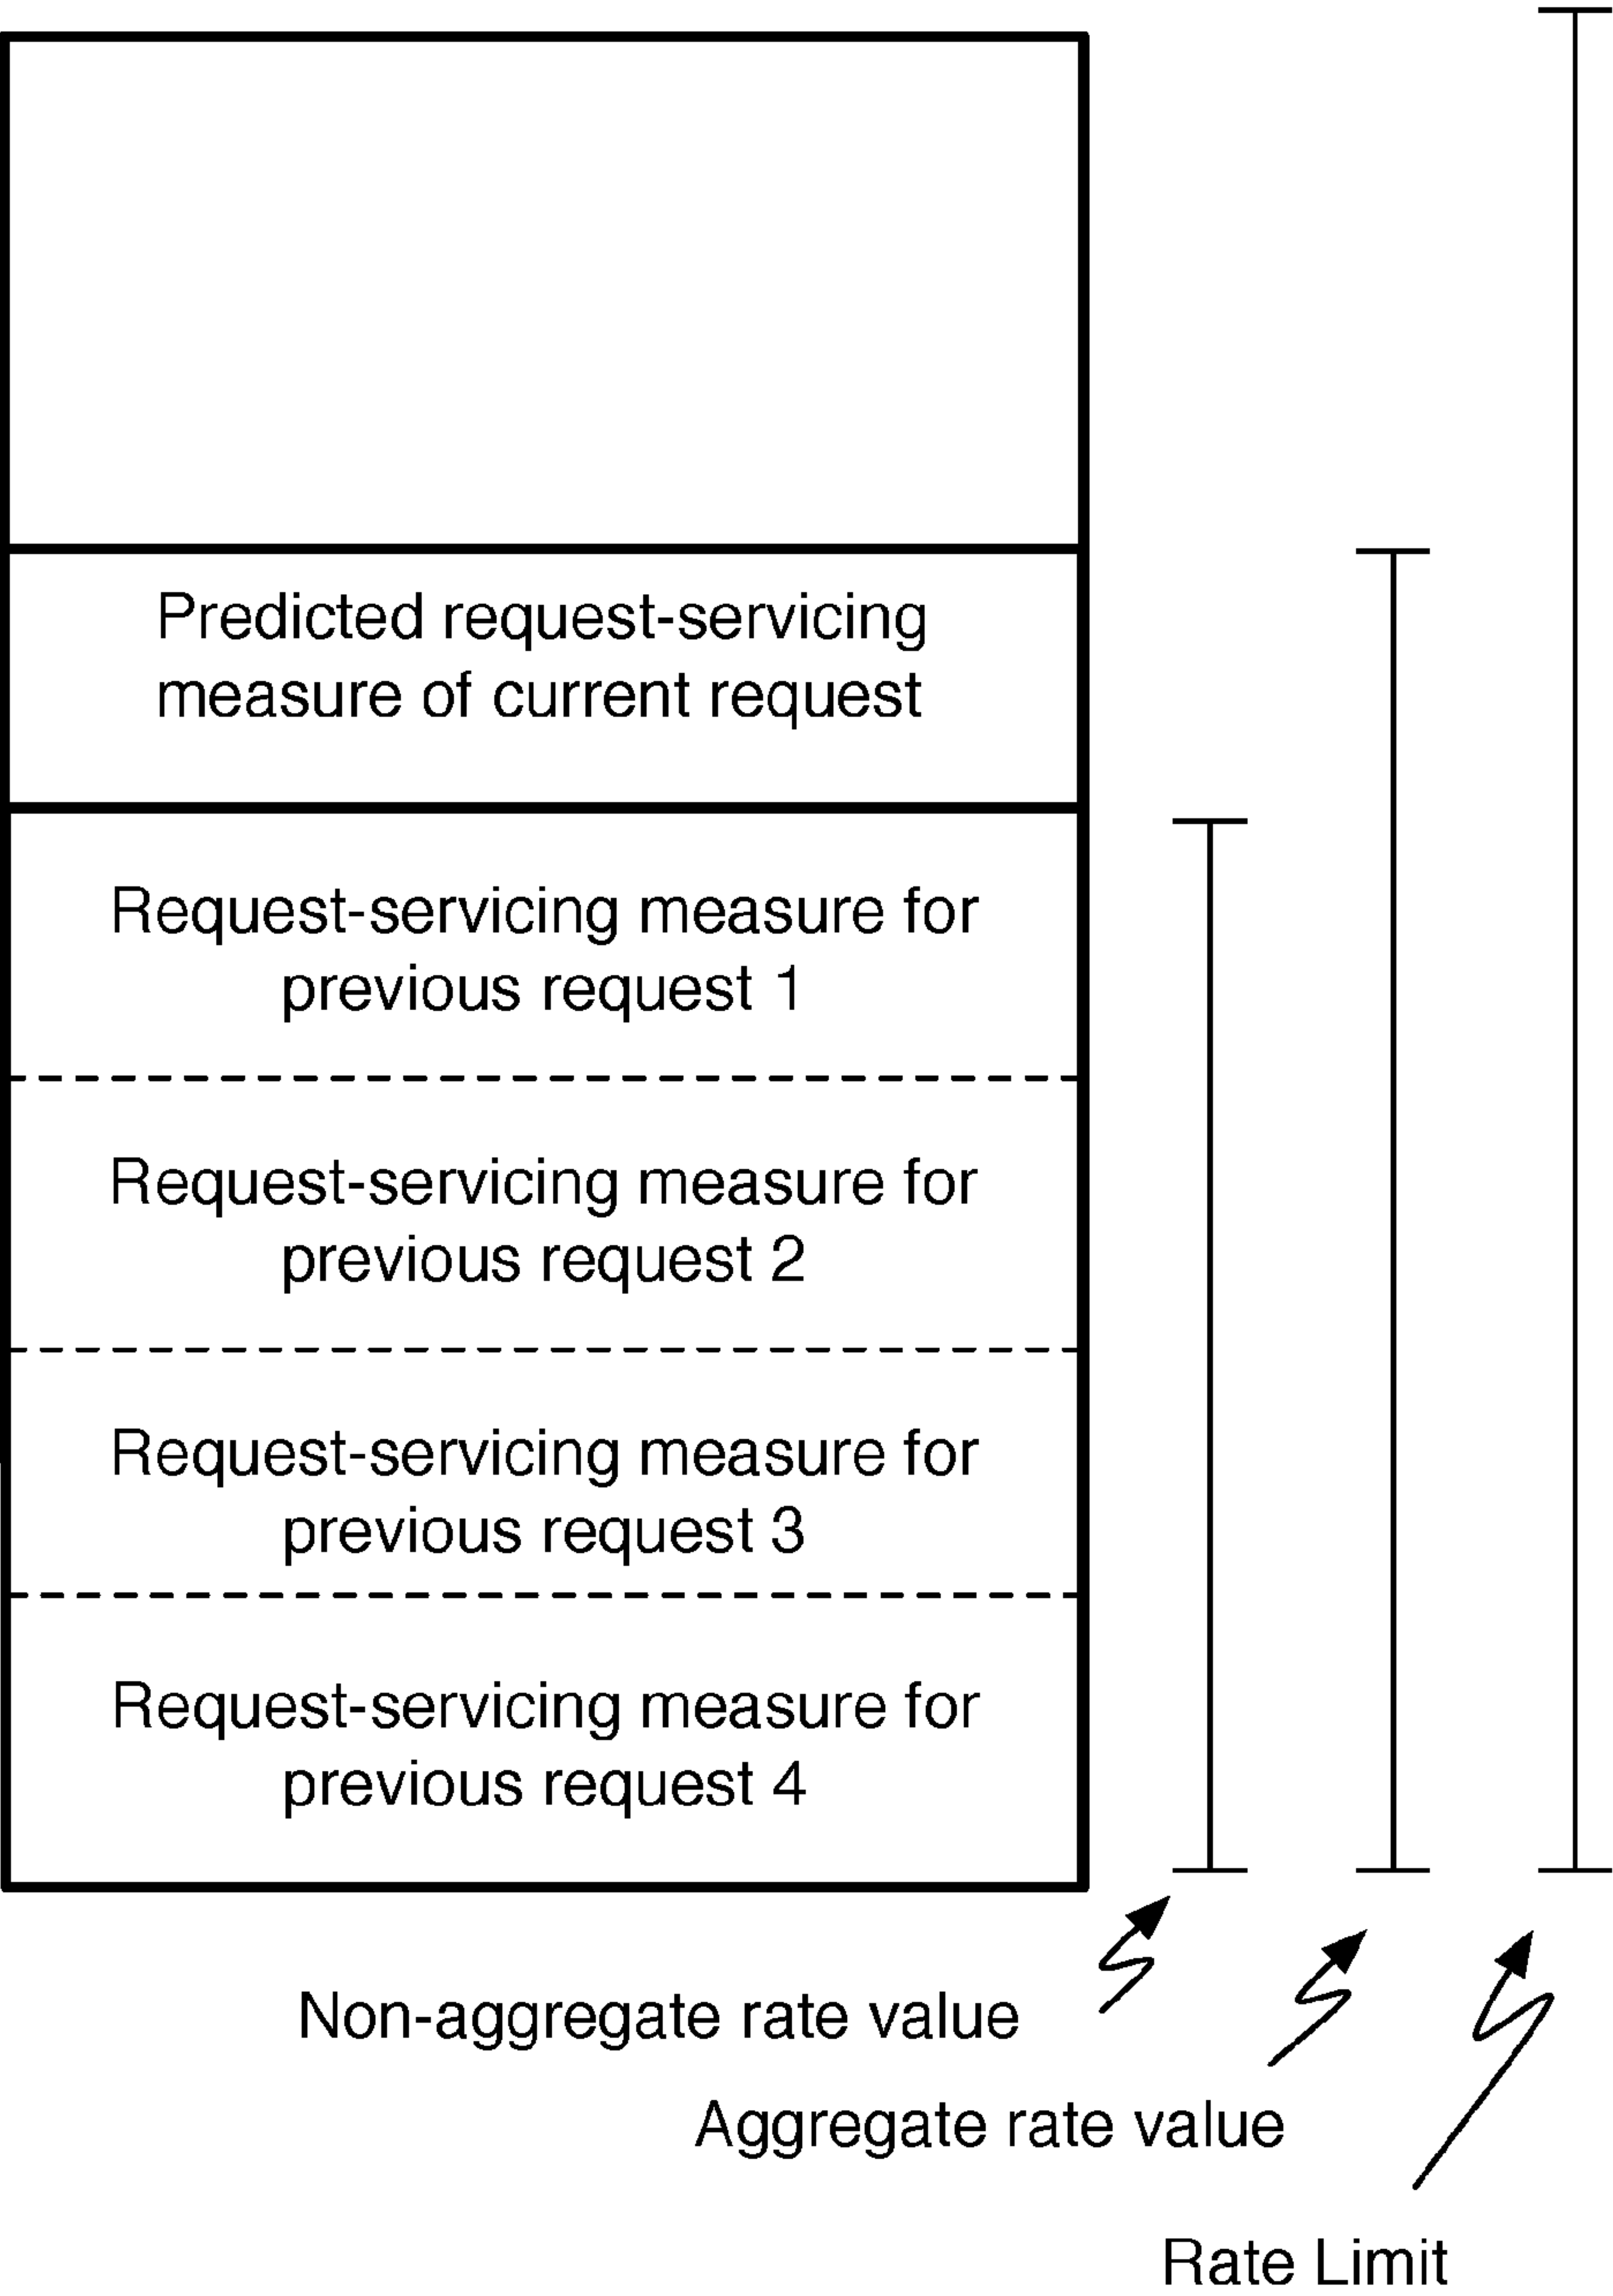 Predicted request-servicing
measure of current request
Request-servicing measure for
previous request 1
Request-servicing measure for
previous request 2
Request-servicing measure for
previous request 3
Request-servicing measure for
previous request 4
Non-aggregate rate value
Aggregate rate value
Rate Limit